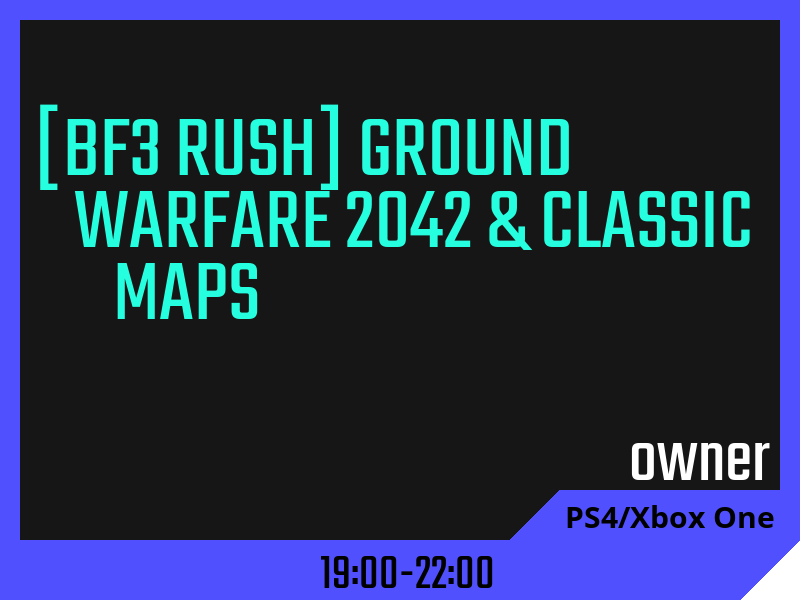 [BF3 RUSH] GROUND
WARFARE 2042 & CLASSIC
MAPS
owner
PS4/Xbox One
19:00-22:00